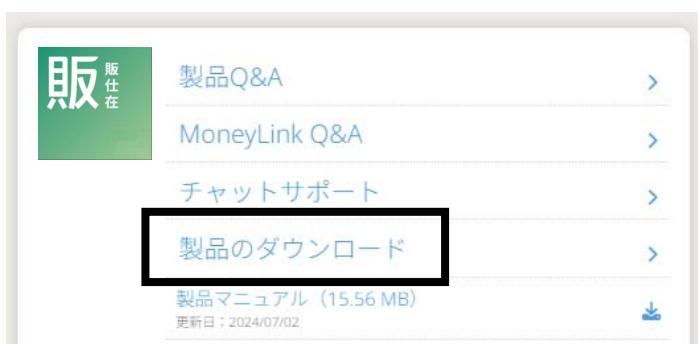 販
販
仕
在
製品Q&A
MoneyLink Q&A
チャットサポート
製品のダウンロード
製品マニュアル（15.56 MB）
更新日：2024/07/02